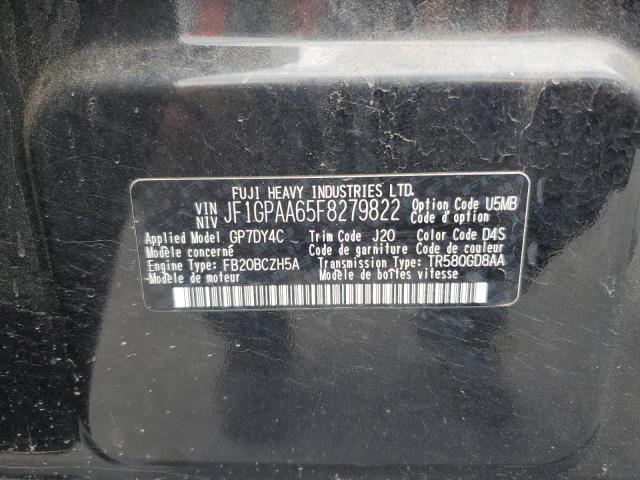 FUJI HEAVY INDUSTRIES LTD.
VIN NIV JF1GPAA65F8279822 Option Code U5MB
Code d'option
Applied Model GP7DY4C Trim Code J20 Color Code D4S
Modèle concerné Code de garniture Code de couleur
Engine Type FB20BCZH5A Transmission Type TR580GD8AA
Modèle de moteur Modèle de boîtes vitesse